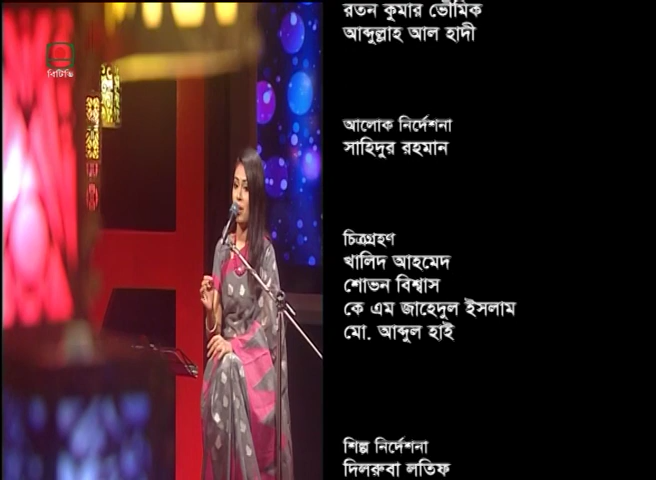 রতন কুমার ভৌমিক
আব্দুল্লাহ আল হাদী
বিটিভি
আলোক নির্দেশনা
সাহিদুর রহমান
চিত্রগ্রহণ
খালিদ আহমেদ
শোভন বিশ্বাস
কে এম জাহেদুল ইসলাম
মো. আব্দুল হাই
শিল্প নির্দেশনা
দিলরুবা লতিফ